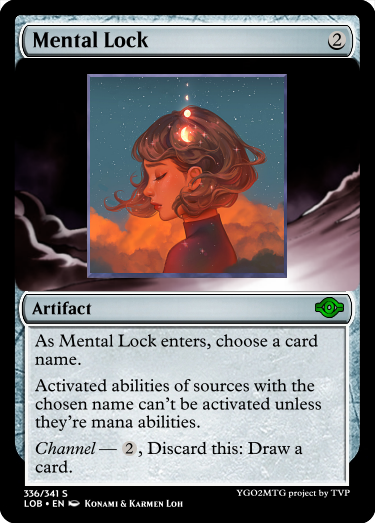 Mental Lock 2
Artifact
As Mental Lock enters, choose a card
name.
Activated abilities of sources with the
chosen name can't be activated unless
they're mana abilities.
Channel — 2 , Discard this: Draw a
card.
336/341 S
LOB • EN Konami & Karmen Loh YGO2MTG project by TVP